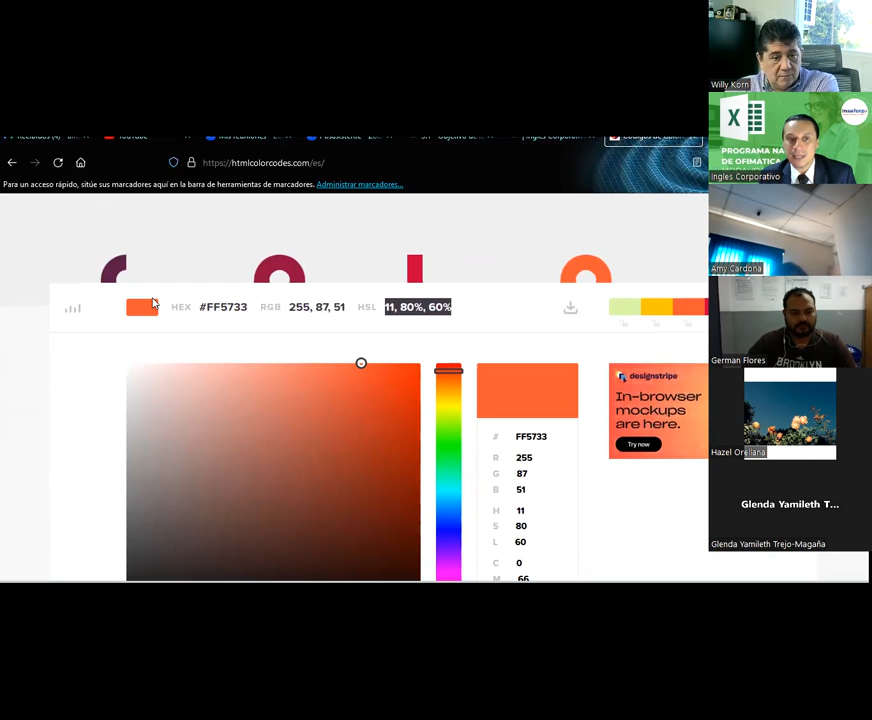 YouTube
https://htmlcolorcodes.com/es/
Para un acceso rápido, sitúe sus marcadores aquí en la barra de herramientas de marcadores. Administrar marcadores...
HEX #FF5733 RGB 255, 87, 51 HSL 11, 80%, 60%
# FF5733
R 255
G 87
B 51
H 11
S 80
L 60
C 0
M 66
designstripe
In-browser
mockups
are here.
Try now
Willy Korn
X
Insaforp
PROGRAMA NA
DE OFIMÁTICA
Ingles Corporativo
Amy Cardona
BROOKLYN
German Flores
Hazel Orellana
Glenda Yamileth T...
Glenda Yamileth Trejo-Magaña